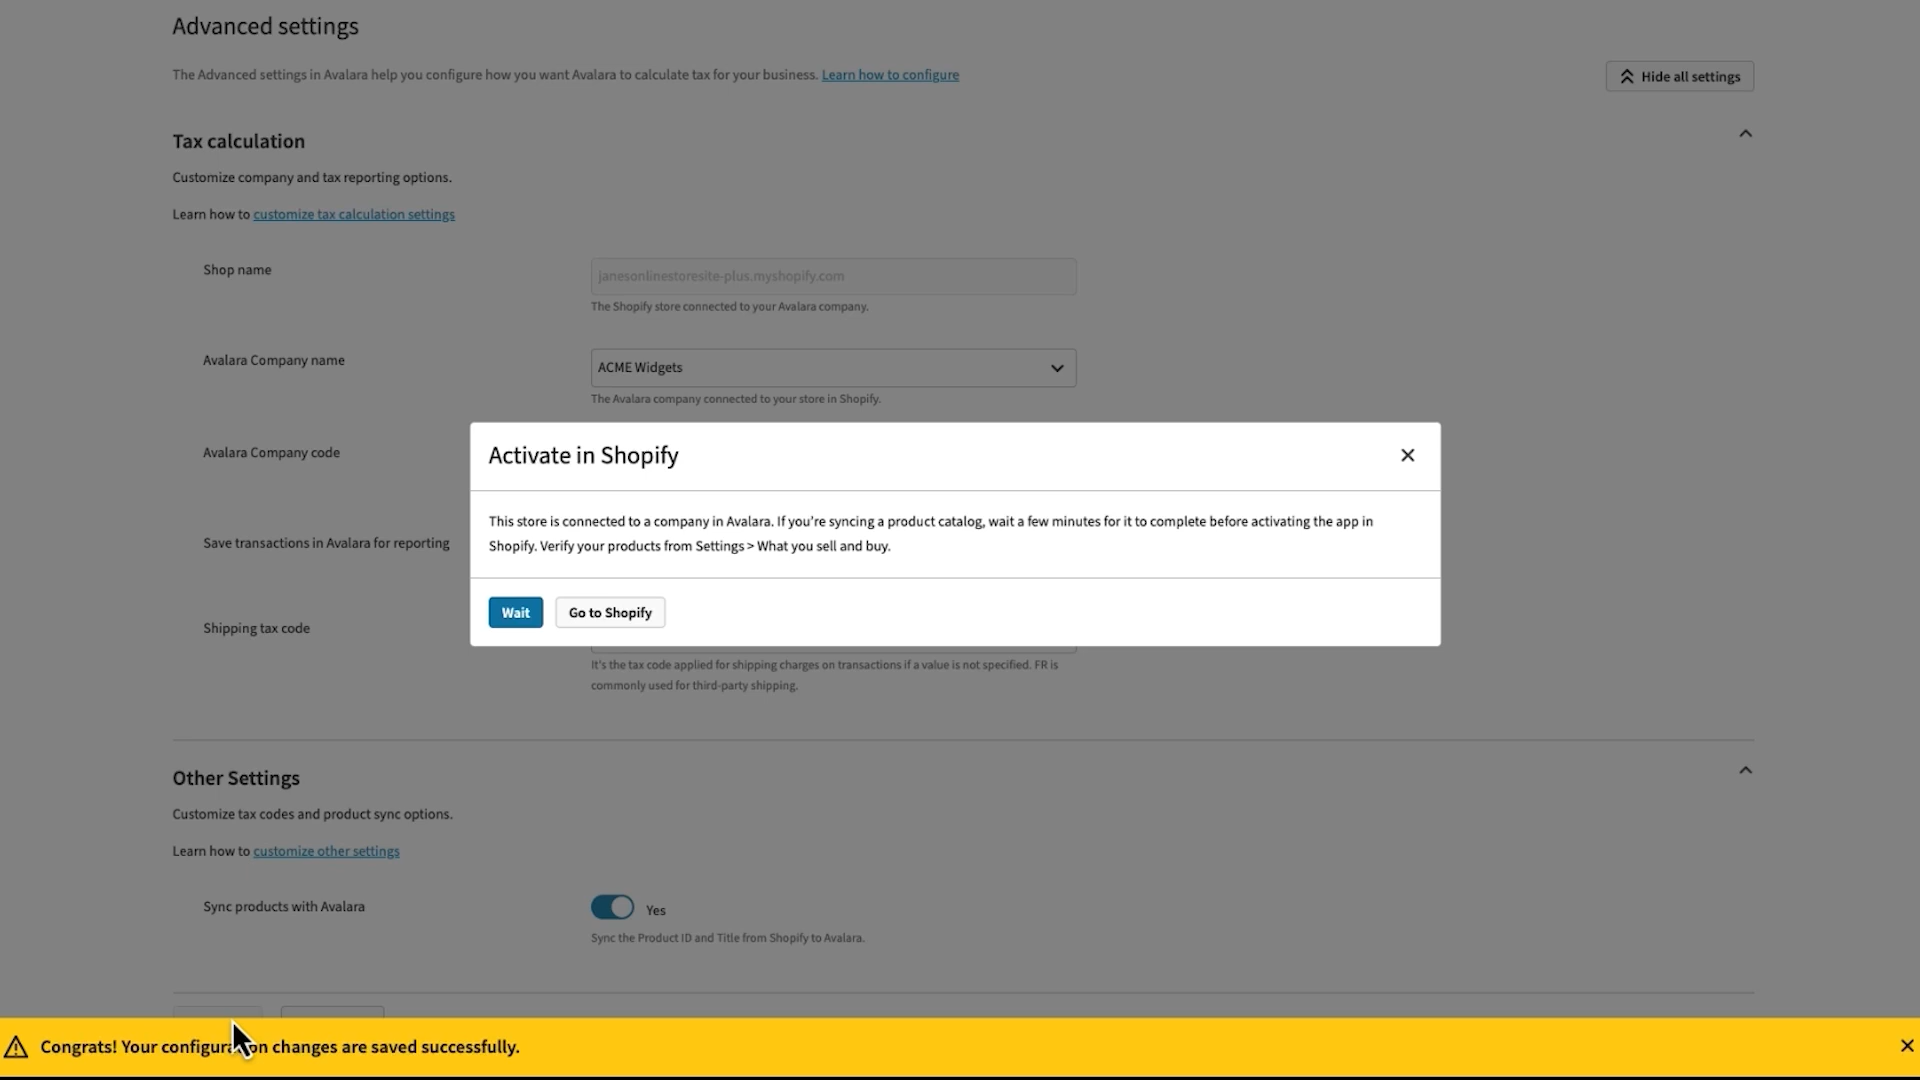 Advanced settings
The Advanced settings in Avalara help you configure how you want Avalara to calculate tax for your business. Learn how to configure
Hide all settings
Tax calculation
Customize company and tax reporting options.
Learn how to customize tax calculation settings
Shop name
janesonlinestoresite-plus.myshopify.com
The Shopify store connected to your Avalara company.
Avalara Company name
ACME Widgets
The Avalara company connected to your store in Shopify.
Avalara Company code
Activate in Shopify
This store is connected to a company in Avalara. If you're syncing a product catalog, wait a few minutes for it to complete before activating the app in
Shopify. Verify your products from Settings > What you sell and buy.
Save transactions in Avalara for reporting
Wait
Go to Shopify
Shipping tax code
It's the tax code applied for shipping charges on transactions if a value is not specified. FR is
commonly used for third-party shipping.
Other Settings
Customize tax codes and product sync options.
Learn how to customize other settings
Sync products with Avalara
Yes
Sync the Product ID and Title from Shopify to Avalara.
Congrats! Your configuration changes are saved successfully.